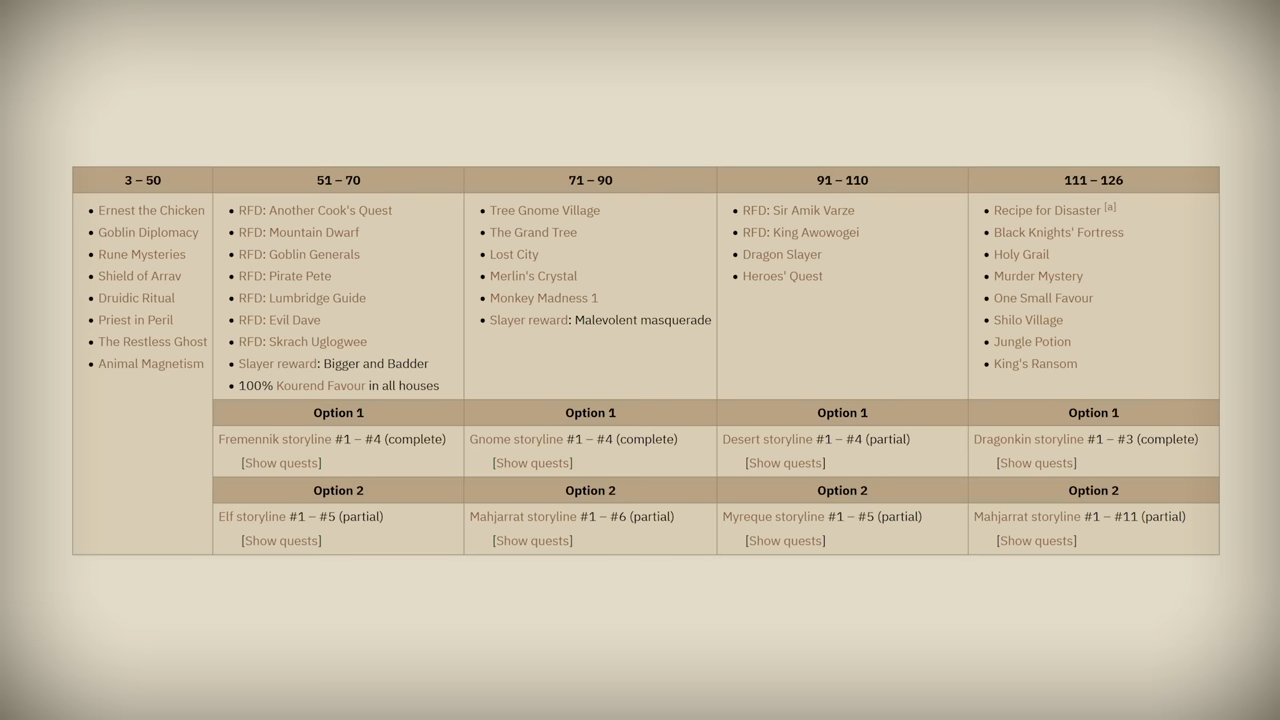 3 – 50
51 – 70
71 – 90
91 – 110
111 – 126
• Ernest the Chicken
• Goblin Diplomacy
• Rune Mysteries
• Shield of Arrav
• Druidic Ritual
• Priest in Peril
• The Restless Ghost
• Animal Magnetism
• RFD: Another Cook's Quest
• RFD: Mountain Dwarf
• RFD: Goblin Generals
• RFD: Pirate Pete
• RFD: Lumbridge Guide
• RFD: Evil Dave
• RFD: Skrach Uglogwee
• Slayer reward: Bigger and Badder
• 100% Kourend Favour in all houses
• Tree Gnome Village
• The Grand Tree
• Lost City
• Merlin's Crystal
• Monkey Madness 1
• Slayer reward: Malevolent masquerade
• RFD: Sir Amik Varze
• RFD: King Awowogei
• Dragon Slayer
• Heroes' Quest
• Recipe for Disaster [a]
• Black Knights' Fortress
• Holy Grail
• Murder Mystery
• One Small Favour
• Shilo Village
• Jungle Potion
• King's Ransom
Option 1
Option 1
Option 1
Option 1
Fremennik storyline #1 – #4 (complete)
[Show quests]
Gnome storyline #1 – #4 (complete)
[Show quests]
Desert storyline #1 – #4 (partial)
[Show quests]
Dragonkin storyline #1 – #3 (complete)
[Show quests]
Option 2
Option 2
Option 2
Option 2
Elf storyline #1 – #5 (partial)
[Show quests]
Mahjarrat storyline #1 – #6 (partial)
[Show quests]
Myreque storyline #1 – #5 (partial)
[Show quests]
Mahjarrat storyline #1 – #11 (partial)
[Show quests]